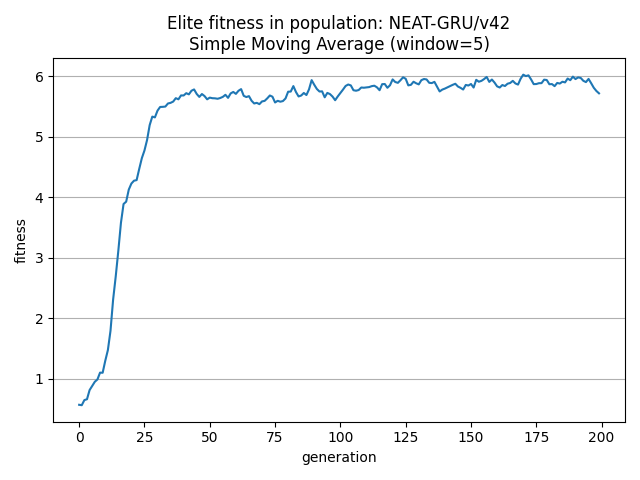 Elite fitness in population: NEAT-GRU/v42
Simple Moving Average (window=5)
6
5
4
3
2
1
fitness
0 25 50 75 100 125 150 175 200
generation